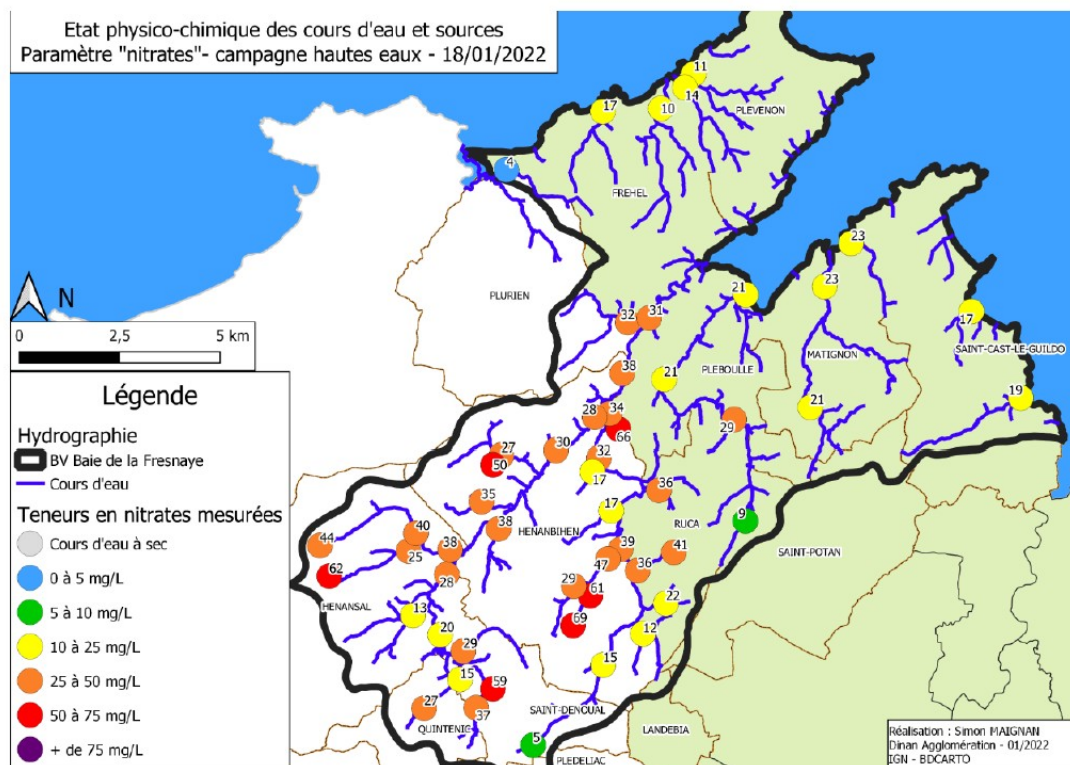 Etat physico-chimique des cours d'eau et sources
Paramètre "nitrates"- campagne hautes eaux - 18/01/2022
11
14
17
10
PLEVENON
4
FREHEL
23
N
PLURIEN
21
23
0 2,5 5 km
32
31
17
SAINT-CAST-LE-GUILDO
MATIGNON
PLEBOULLE
38
21
19
21
28
34
29
66
27
30
32
50
17
36
35
17
RUCA
9
38
HENANBIHEN
40
44
25
38
39
41
SAINT-POTAN
47
36
62
28
29
61
HENANSAL
22
13
69
12
20
29
15
15
59
27
37
SAINT-DENOUAL
QUINTENIC
LANDEBIA
5
PLEDELIAC
Légende
Hydrographie
BV Baie de la Fresnaye
Cours d'eau
Teneurs en nitrates mesurées
Cours d'eau à sec
0 à 5 mg/L
5 à 10 mg/L
10 à 25 mg/L
25 à 50 mg/L
50 à 75 mg/L
+ de 75 mg/L
Réalisation : Simon MAIGNAN
Dinan Agglomération - 01/2022
IGN - BDCARTO